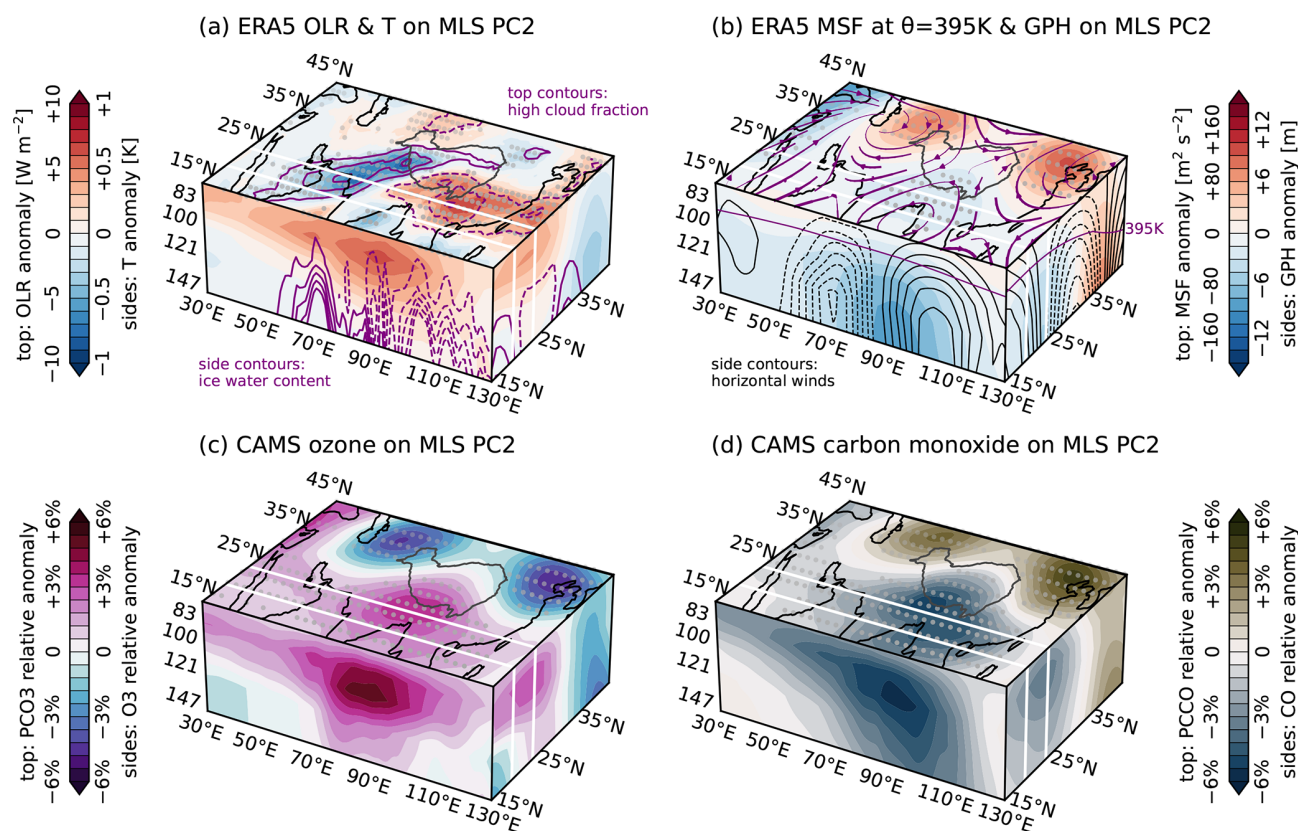 (a) ERA5 OLR & T on MLS PC2
top: OLR anomaly [W m⁻²]
+10
+5
0
−5
−10
+1
+0.5
0
−0.5
−1
sides: T anomaly [K]
45°N
35°N
25°N
15°N
83
100
121
147
30°E
50°E
70°E
90°E
110°E
130°E
15°N
25°N
35°N
top contours:
high cloud fraction
side contours:
ice water content
(b) ERA5 MSF at θ=395K & GPH on MLS PC2
45°N
35°N
25°N
15°N
83
100
121
147
30°E
50°E
70°E
90°E
110°E
130°E
15°N
25°N
35°N
395K
side contours:
horizontal winds
top: MSF anomaly [m² s⁻²]
+160
+80
0
−80
−160
+12
+6
0
−6
−12
sides: GPH anomaly [m]
(c) CAMS ozone on MLS PC2
top: PCO3 relative anomaly
+6%
+3%
0
−3%
−6%
+6%
+3%
0
−3%
−6%
sides: O3 relative anomaly
45°N
35°N
25°N
15°N
83
100
121
147
30°E
50°E
70°E
90°E
110°E
130°E
15°N
25°N
35°N
(d) CAMS carbon monoxide on MLS PC2
45°N
35°N
25°N
15°N
83
100
121
147
30°E
50°E
70°E
90°E
110°E
130°E
15°N
25°N
35°N
top: PCCO relative anomaly
+6%
+3%
0
−3%
−6%
+6%
+3%
0
−3%
−6%
sides: CO relative anomaly